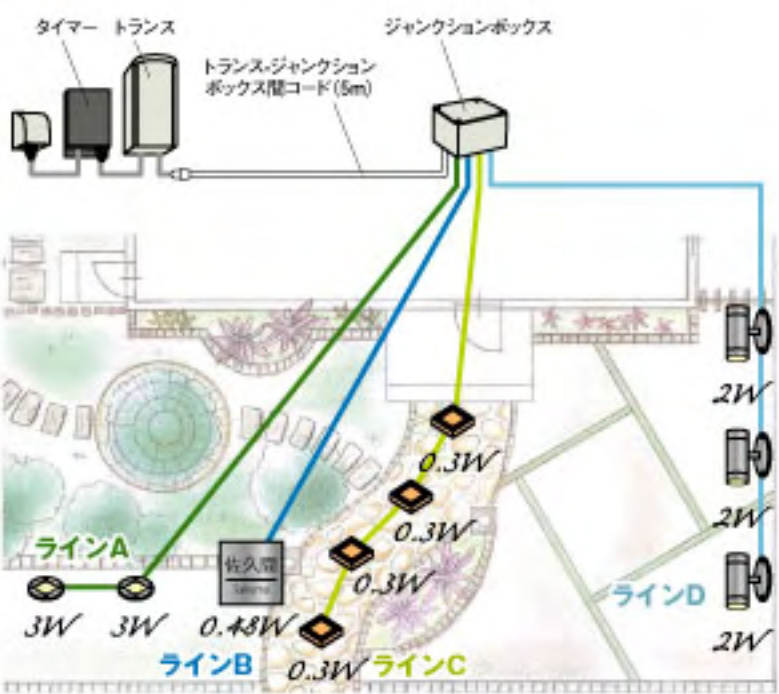 タイマー
トランス
ジャンクションボックス
トランス-ジャンクション
ボックス間コード(5m)
2W
0.3W
0.3W
2W
ラインA
佐久間
0.3W
ラインD
3W
3W
0.48W
2W
ラインB
0.3W
ラインC